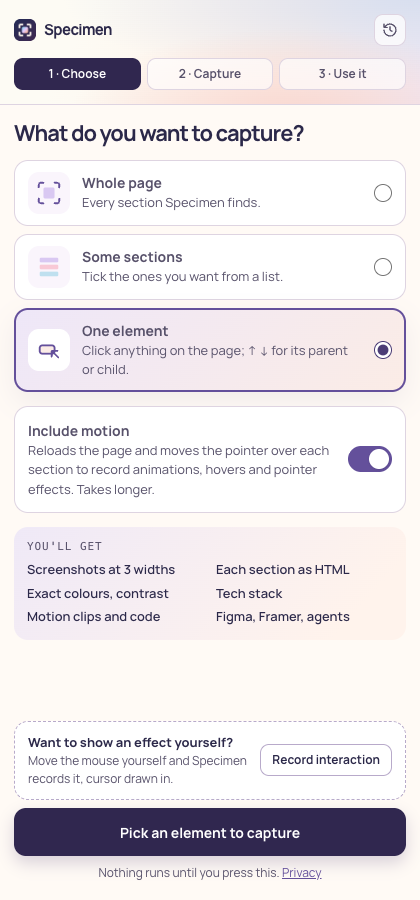 Specimen
1 · Choose
2 · Capture
3 · Use it
What do you want to capture?
Whole page
Every section Specimen finds.
Some sections
Tick the ones you want from a list.
One element
Click anything on the page; ↑ ↓ for its parent
or child.
Include motion
Reloads the page and moves the pointer over each
section to record animations, hovers and pointer
effects. Takes longer.
YOU'LL GET
Screenshots at 3 widths
Each section as HTML
Exact colours, contrast
Tech stack
Motion clips and code
Figma, Framer, agents
Want to show an effect yourself?
Move the mouse yourself and Specimen
records it, cursor drawn in.
Record interaction
Pick an element to capture
Nothing runs until you press this. Privacy